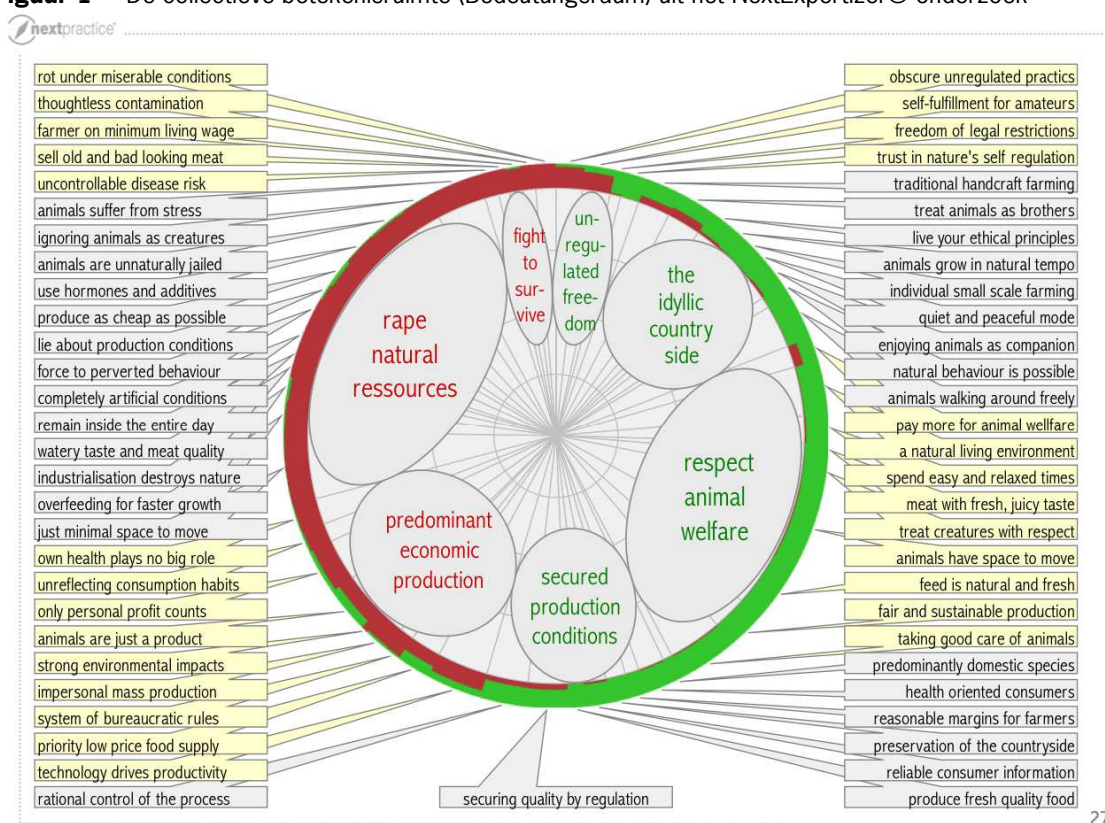 iguur 1 De collectieve betekenisruimte (Bedeutungsraum) uit het NextExpertizer® onderzoek
nextpractice®
rot under miserable conditions
thoughtless contamination
farmer on minimum living wage
sell old and bad looking meat
uncontrollable disease risk
animals suffer from stress
ignoring animals as creatures
animals are unnaturally jailed
use hormones and additives
produce as cheap as possible
lie about production conditions
force to perverted behaviour
completely artificial conditions
remain inside the entire day
watery taste and meat quality
industrialisation destroys nature
overfeeding for faster growth
just minimal space to move
own health plays no big role
unreflecting consumption habits
only personal profit counts
animals are just a product
strong environmental impacts
impersonal mass production
system of bureaucratic rules
priority low price food supply
technology drives productivity
rational control of the process
fight
to
sur-
vive
un-
regu-
lated
free-
dom
the
idyllic
country
side
rape
natural
ressources
respect
animal
welfare
predominant
economic
production
secured
production
conditions
securing quality by regulation
obscure unregulated practics
self-fulfillment for amateurs
freedom of legal restrictions
trust in nature's self regulation
traditional handcraft farming
treat animals as brothers
live your ethical principles
animals grow in natural tempo
individual small scale farming
quiet and peaceful mode
enjoying animals as companion
natural behaviour is possible
animals walking around freely
pay more for animal wellfare
a natural living environment
spend easy and relaxed times
meat with fresh, juicy taste
treat creatures with respect
animals have space to move
feed is natural and fresh
fair and sustainable production
taking good care of animals
predominantly domestic species
health oriented consumers
reasonable margins for farmers
preservation of the countryside
reliable consumer information
produce fresh quality food
27